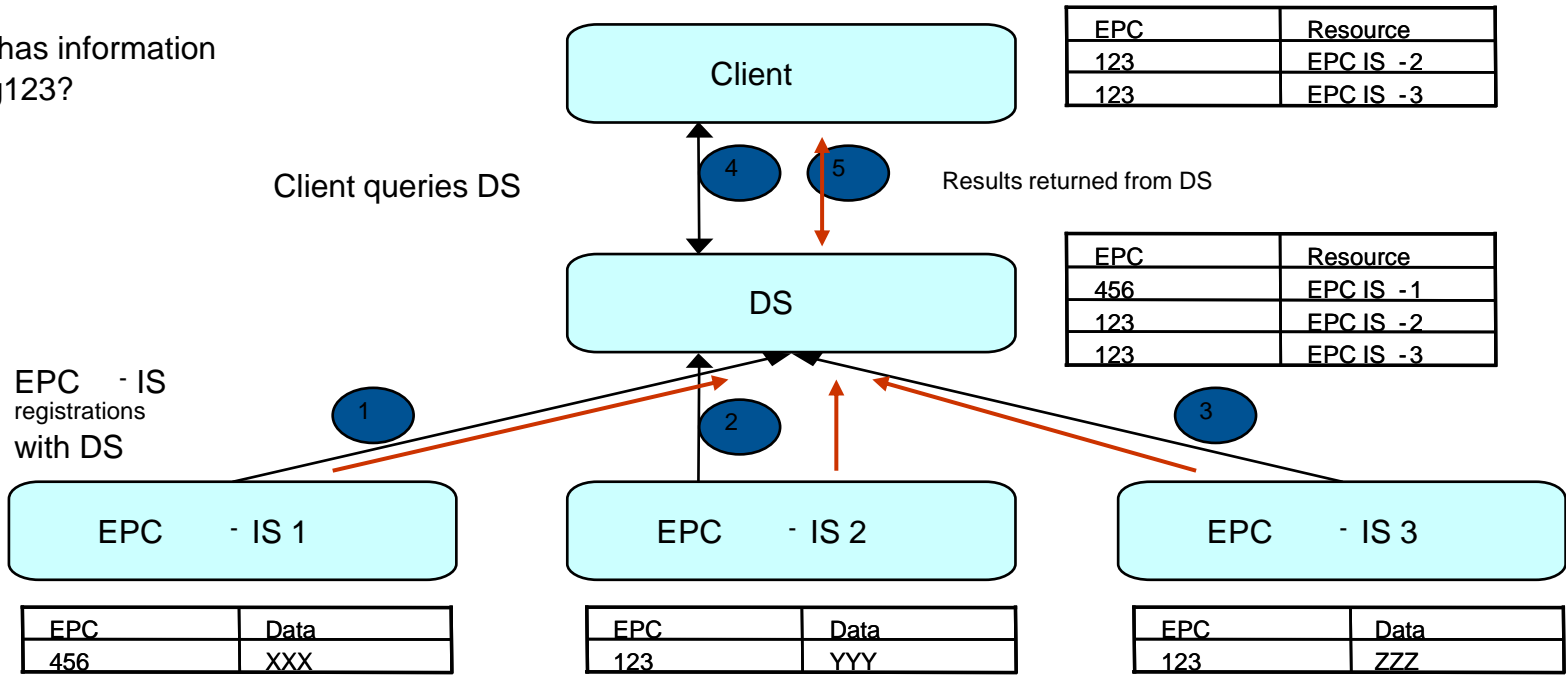 has information
123?
Client
EPC Resource
123 EPC IS -2
123 EPC IS -3
4
5
Client queries DS
Results returned from DS
DS
EPC Resource
456 EPC IS -1
123 EPC IS -2
123 EPC IS -3
EPC - IS
registrations
with DS
1
2
3
EPC - IS 1
EPC - IS 2
EPC - IS 3
EPC Data
456 XXX
EPC Data
123 YYY
EPC Data
123 ZZZ